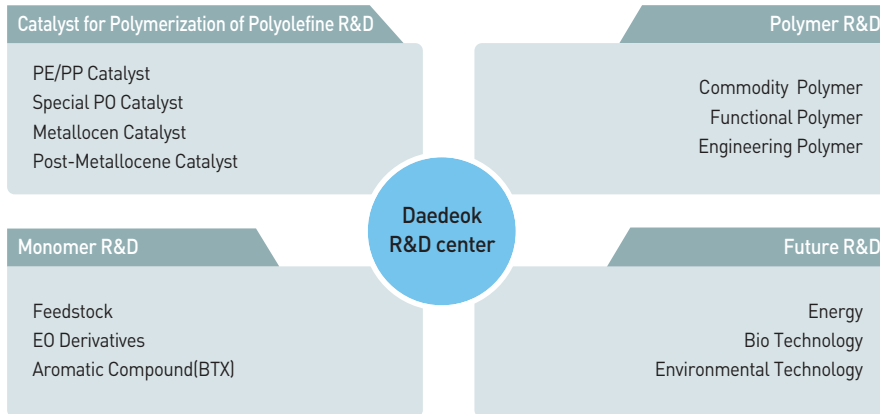 Catalyst for Polymerization of Polyolefine R&D
PE/PP Catalyst
Special PO Catalyst
Metallocen Catalyst
Post-Metallocene Catalyst
Polymer R&D
Commodity Polymer
Functional Polymer
Engineering Polymer
Daedeok
R&D center
Monomer R&D
Feedstock
EO Derivatives
Aromatic Compound(BTX)
Future R&D
Energy
Bio Technology
Environmental Technology